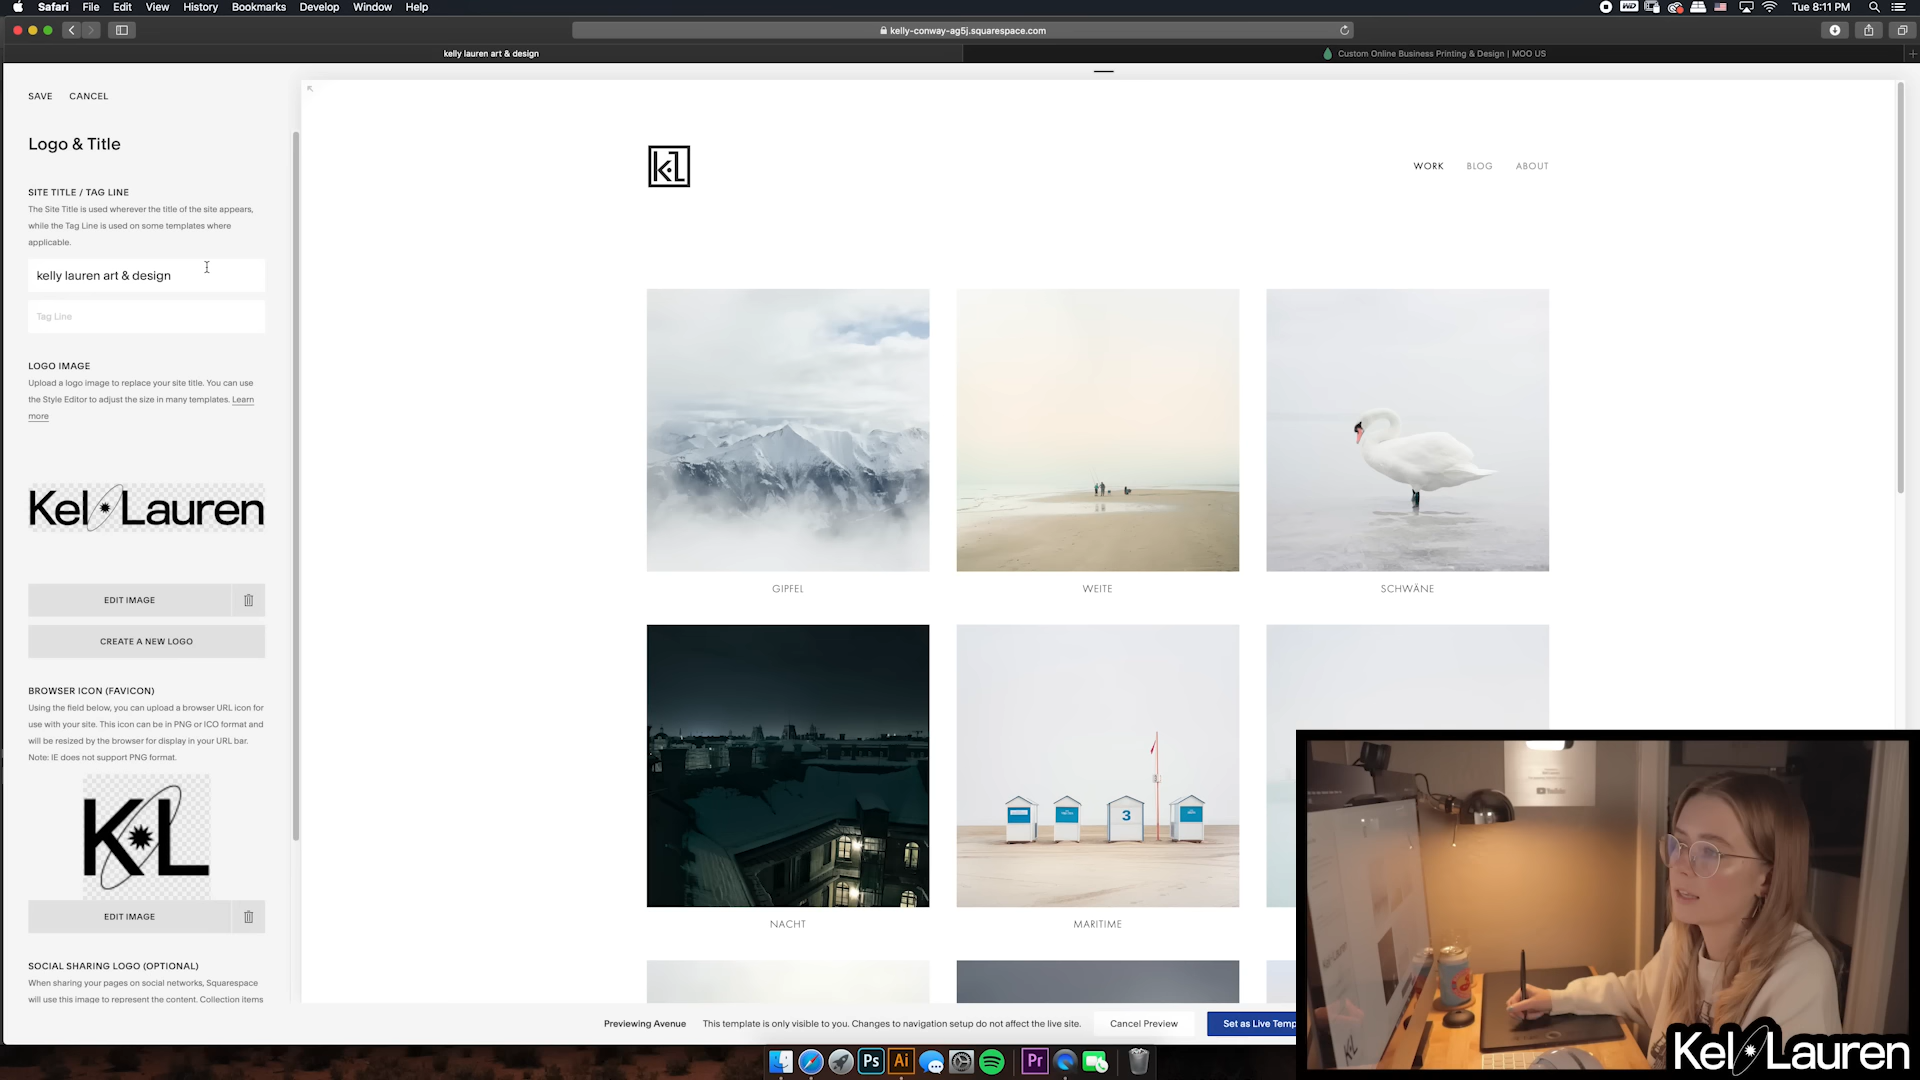 Safari File Edit View History Bookmarks Develop Window Help
Tue 8:11 PM
kelly-conway-ag5j.squarespace.com
kelly lauren art & design
Custom Online Business Printing & Design | MOO US
SAVE CANCEL
Logo & Title
SITE TITLE / TAG LINE
The Site Title is used wherever the title of the site appears,
while the Tag Line is used on some templates where
applicable.
kelly lauren art & design
Tag Line
LOGO IMAGE
Upload a logo image to replace your site title. You can use
the Style Editor to adjust the size in many templates. Learn
more
Kel Lauren
EDIT IMAGE
CREATE A NEW LOGO
BROWSER ICON (FAVICON)
Using the field below, you can upload a browser URL icon for
use with your site. This icon can be in PNG or ICO format and
will be resized by the browser for display in your URL bar.
Note: IE does not support PNG format.
KL
EDIT IMAGE
SOCIAL SHARING LOGO (OPTIONAL)
When sharing your pages on social networks, Squarespace
will use this image to represent the content. Collection items
kl
WORK BLOG ABOUT
GIPFEL
WEITE
SCHWÄNE
3
NACHT
MARITIME
Previewing Avenue
This template is only visible to you. Changes to navigation setup do not affect the live site.
Cancel Preview
Set as Live Temp
Ps
Ai
Pr
Kel Lauren